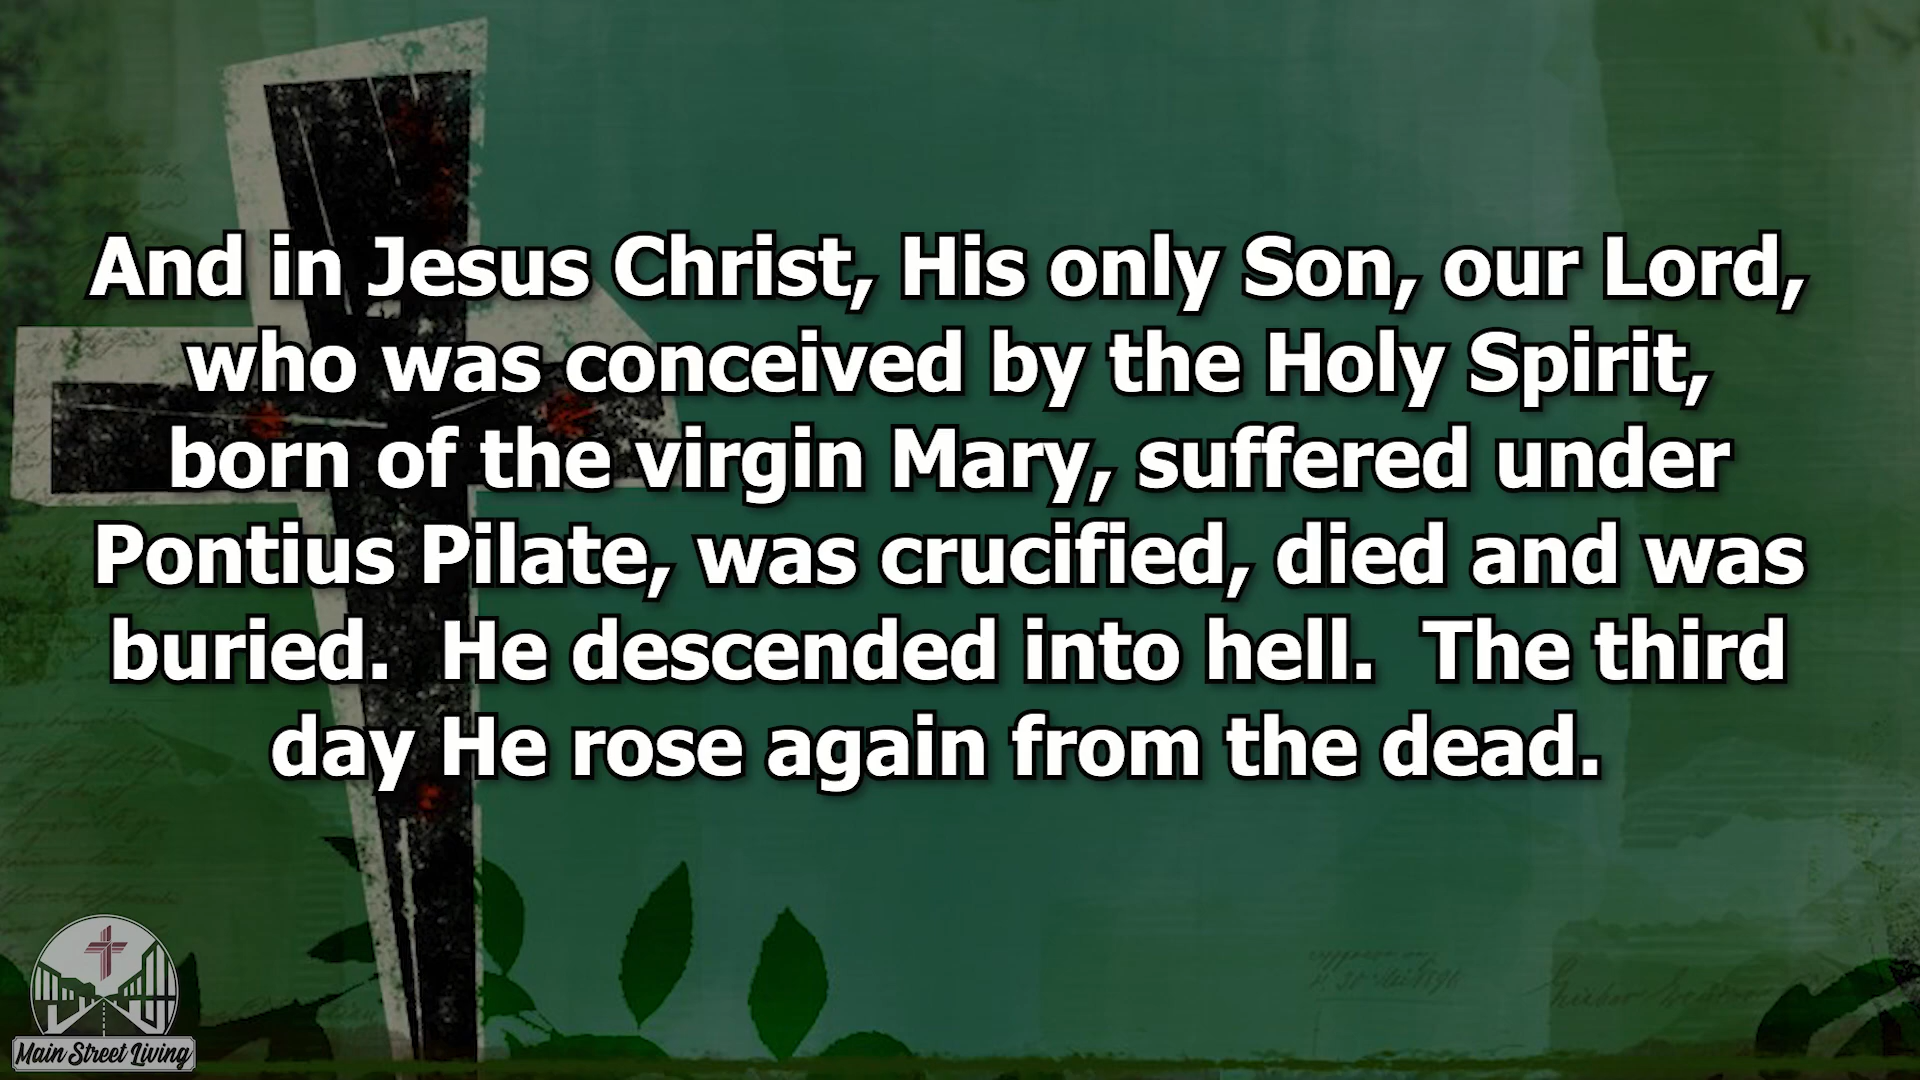 And in Jesus Christ, His only Son, our Lord,
who was conceived by the Holy Spirit,
born of the virgin Mary, suffered under
Pontius Pilate, was crucified, died and was
buried.  He descended into hell.  The third
day He rose again from the dead.
Main Street Living